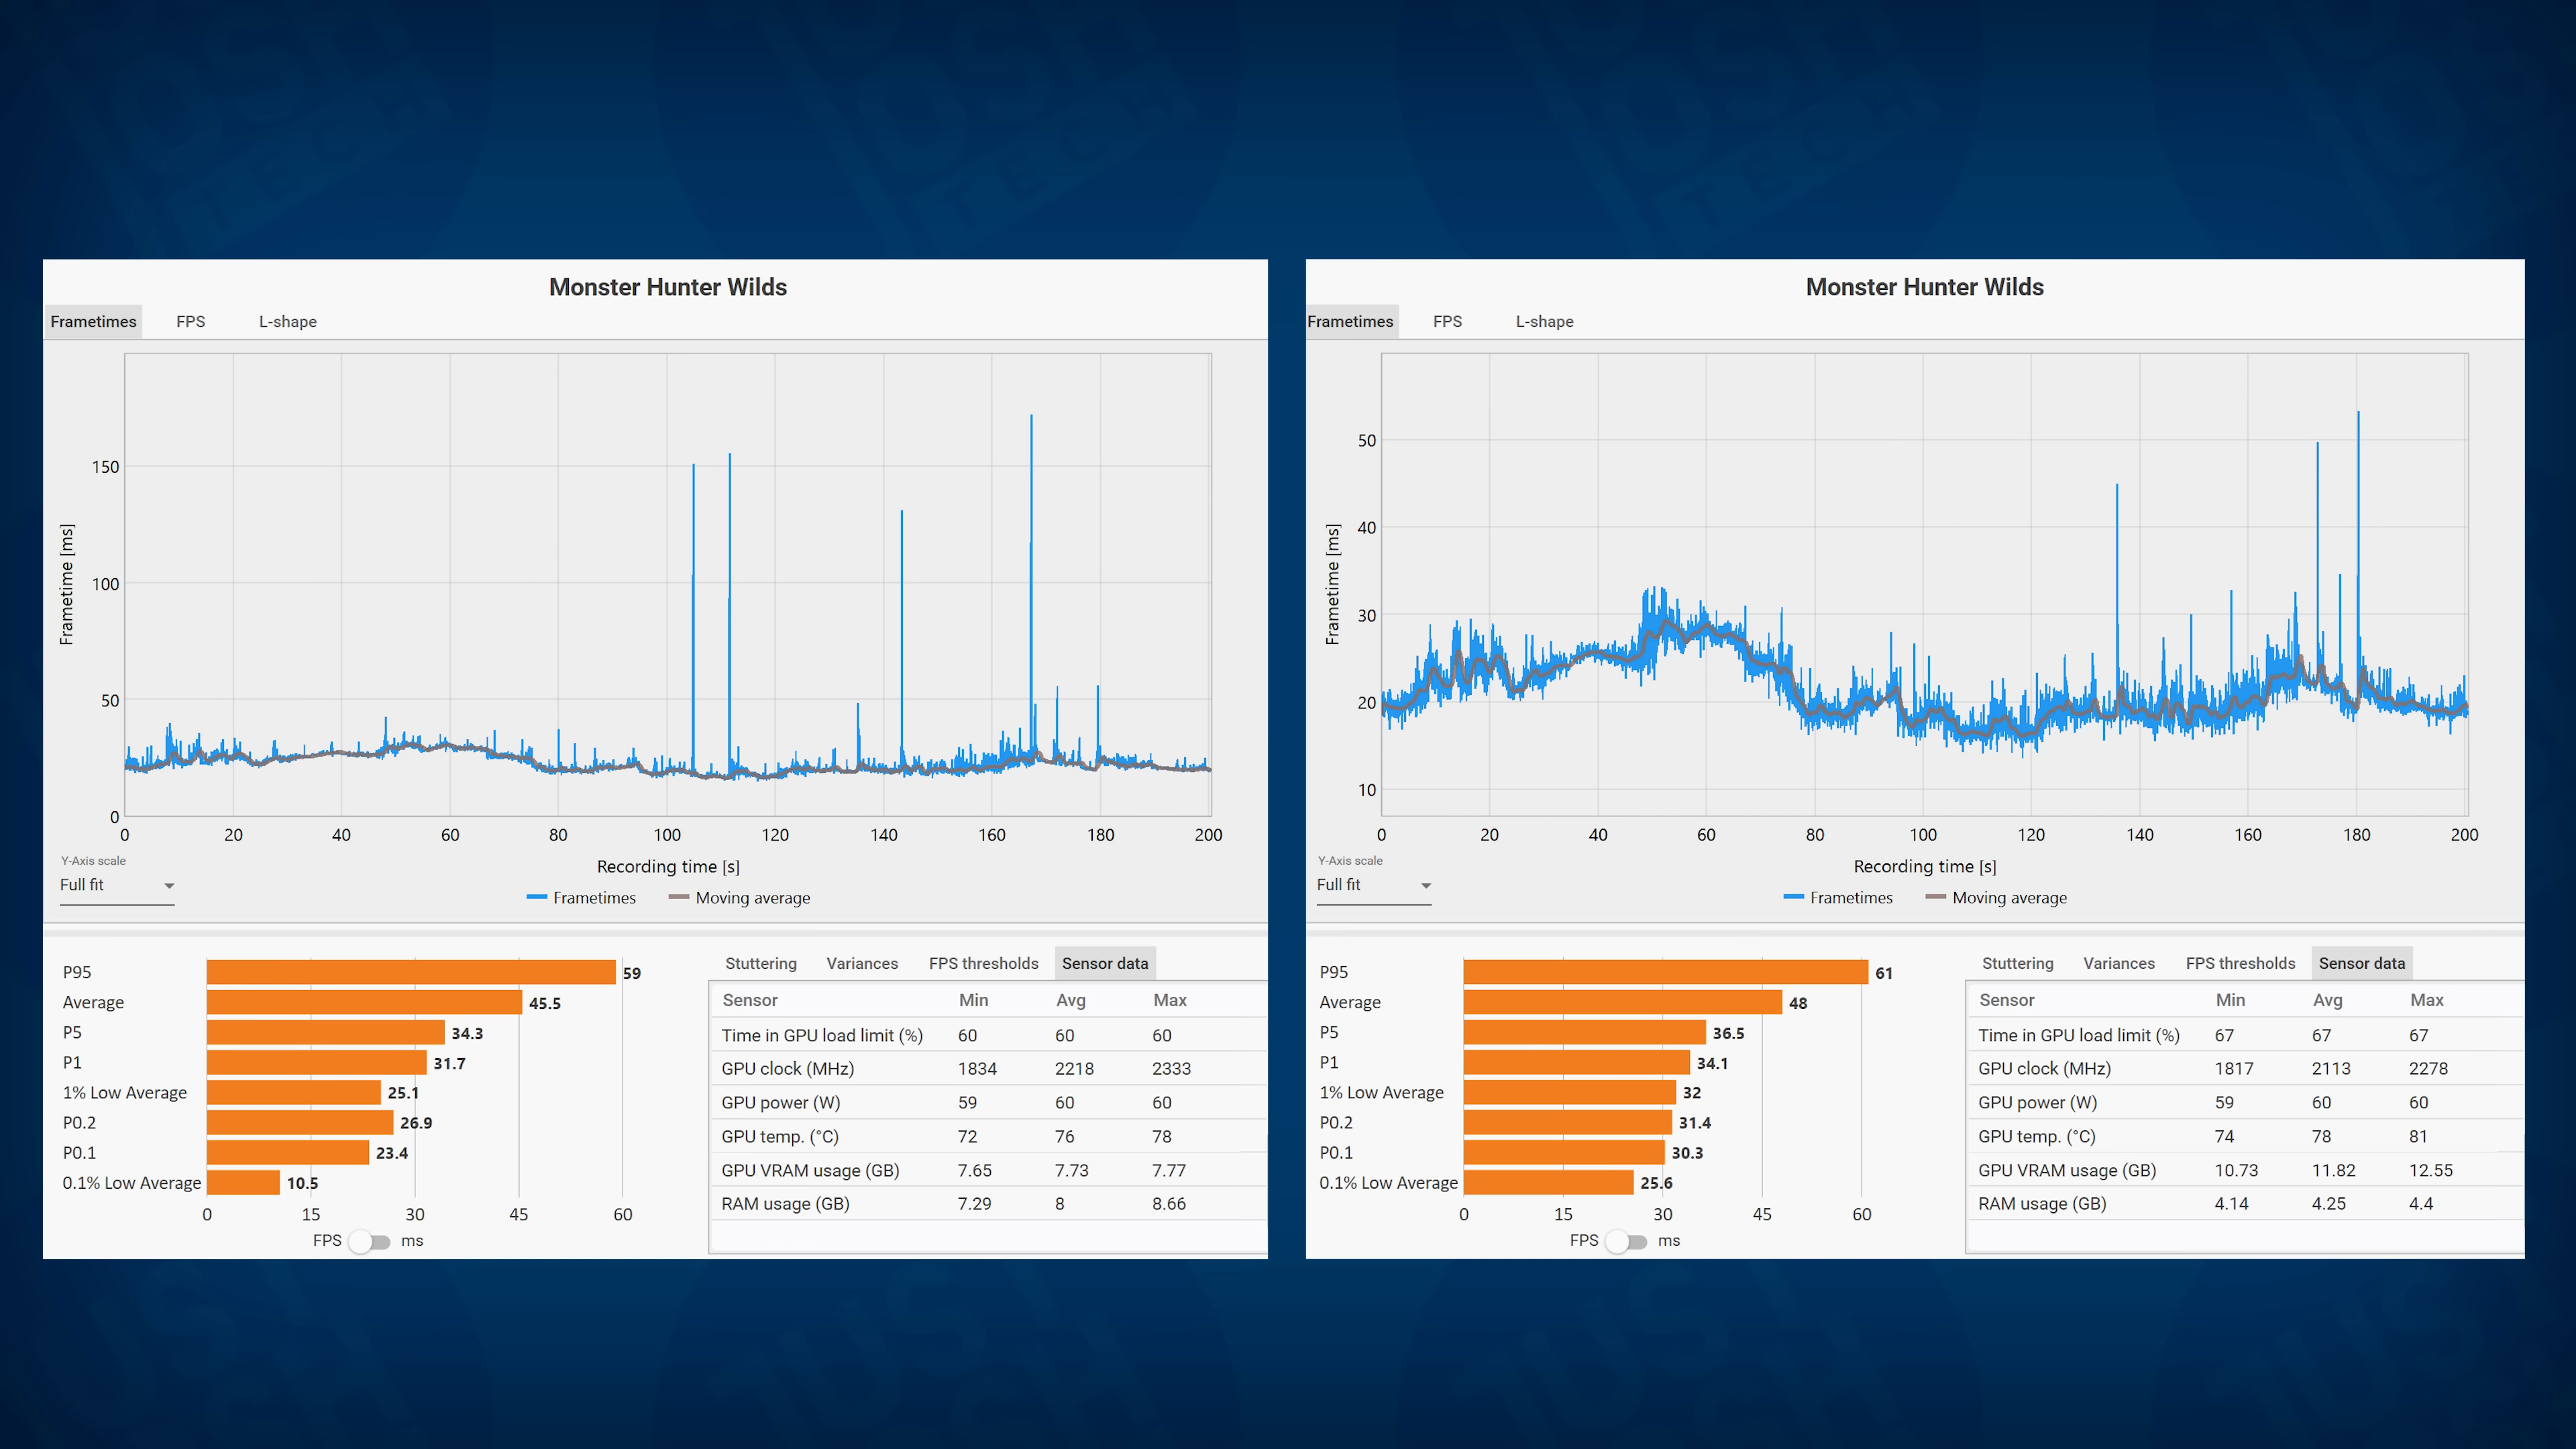 Monster Hunter Wilds
Frametimes FPS L-shape
Frametime [ms]
150
100
50
0
0 20 40 60 80 100 120 140 160 180 200
Recording time [s]
Y-Axis scale
Full fit
Frametimes Moving average
P95 59
Average 45.5
P5 34.3
P1 31.7
1% Low Average 25.1
P0.2 26.9
P0.1 23.4
0.1% Low Average 10.5
0 15 30 45 60
FPS ms
Stuttering Variances FPS thresholds Sensor data
Sensor Min Avg Max
Time in GPU load limit (%) 60 60 60
GPU clock (MHz) 1834 2218 2333
GPU power (W) 59 60 60
GPU temp. (°C) 72 76 78
GPU VRAM usage (GB) 7.65 7.73 7.77
RAM usage (GB) 7.29 8 8.66
Monster Hunter Wilds
Frametimes FPS L-shape
Frametime [ms]
50
40
30
20
10
0 20 40 60 80 100 120 140 160 180 200
Recording time [s]
Y-Axis scale
Full fit
Frametimes Moving average
P95 61
Average 48
P5 36.5
P1 34.1
1% Low Average 32
P0.2 31.4
P0.1 30.3
0.1% Low Average 25.6
0 15 30 45 60
FPS ms
Stuttering Variances FPS thresholds Sensor data
Sensor Min Avg Max
Time in GPU load limit (%) 67 67 67
GPU clock (MHz) 1817 2113 2278
GPU power (W) 59 60 60
GPU temp. (°C) 74 78 81
GPU VRAM usage (GB) 10.73 11.82 12.55
RAM usage (GB) 4.14 4.25 4.4